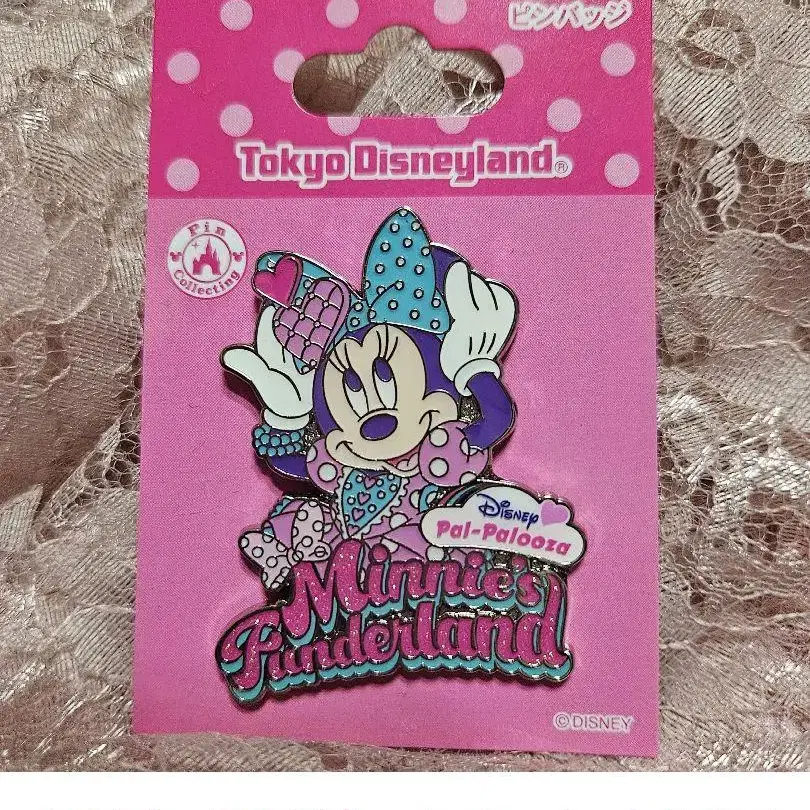 ピンバッジ
Tokyo Disneyland®
Pin
Collecting
Disney
Pal-Palooza
Minnie's
Funderland
©DISNEY